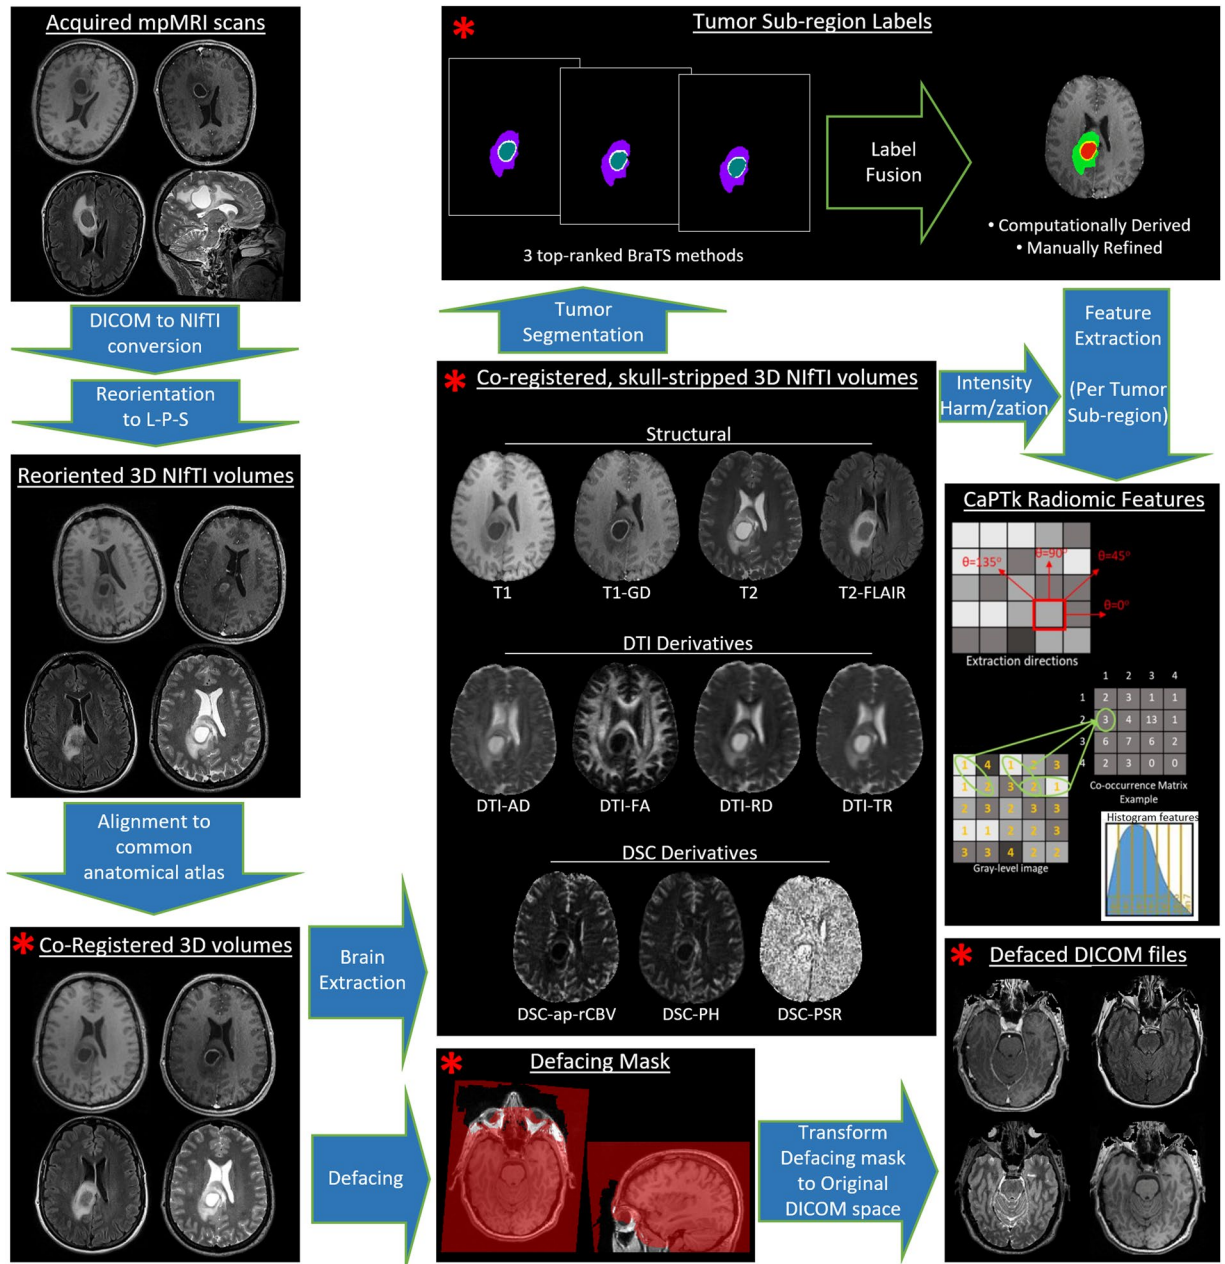 Acquired mpMRI scans
DICOM to NIfTI
conversion
Reorientation
to L-P-S
Reoriented 3D NIfTI volumes
Alignment to
common
anatomical atlas
* Co-Registered 3D volumes
Brain
Extraction
Defacing
* Tumor Sub-region Labels
3 top-ranked BraTS methods
Label
Fusion
• Computationally Derived
• Manually Refined
Tumor
Segmentation
* Co-registered, skull-stripped 3D NIfTI volumes
Structural
T1 T1-GD T2 T2-FLAIR
DTI Derivatives
DTI-AD DTI-FA DTI-RD DTI-TR
DSC Derivatives
DSC-ap-rCBV DSC-PH DSC-PSR
Intensity
Harm/zation
Feature
Extraction
(Per Tumor
Sub-region)
CaPTk Radiomic Features
θ=135° θ=90° θ=45°
θ=0°
Extraction directions
1 2 3 4
1 2 3 1 1
2 3 4 13 1
3 6 7 6 2
4 2 3 0 0
Co-occurrence Matrix
Example
1 4 1 2 3
1 2 3 2 1
2 3 2 3 3
1 1 2 2 3
3 3 4 2 2
Gray-level image
Histogram features
* Defacing Mask
Transform
Defacing mask
to Original
DICOM space
* Defaced DICOM files